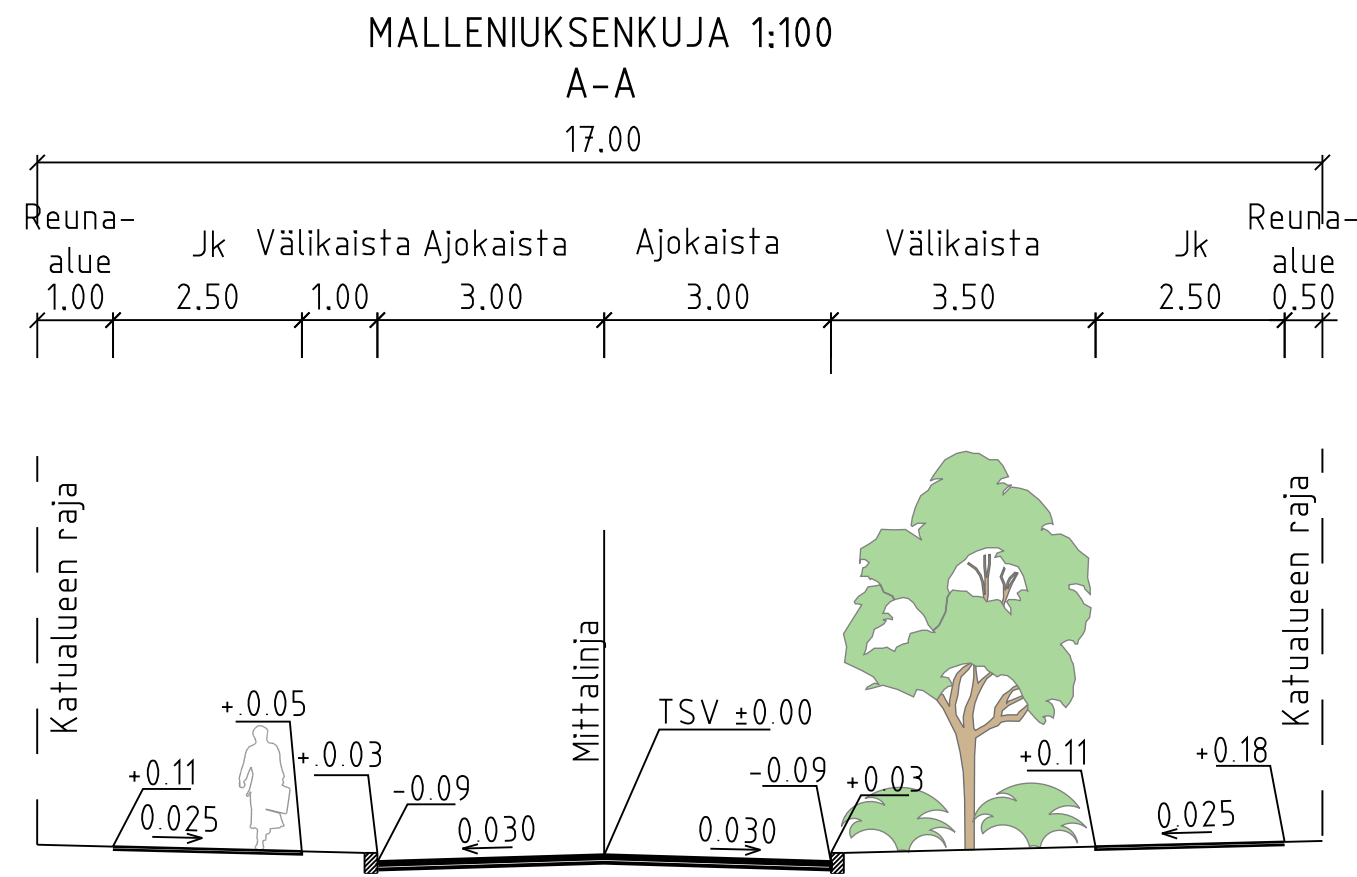 MALLENIUKSENKUJA 1:100
A-A
17.00
Reuna-
alue
1.00
Jk
2.50
Välikaista
1.00
Ajokaista
3.00
Ajokaista
3.00
Välikaista
3.50
Jk
2.50
Reuna-
alue
0.50
Katualueen raja
Mittalinja
Katualueen raja
+0.11
0.025
+.0.05
+.0.03
-0.09
0.030
TSV ±0.00
-0.09
0.030
+0.03
+0.11
+0.18
0.025